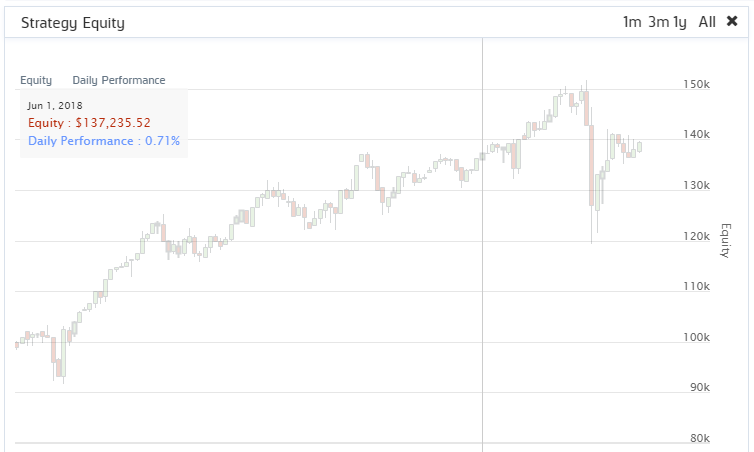 Strategy Equity
1m 3m 1y All ✖
Equity Daily Performance
Jun 1, 2018
Equity : $137,235.52
Daily Performance : 0.71%
150k
140k
130k
120k
110k
100k
90k
80k
Equity